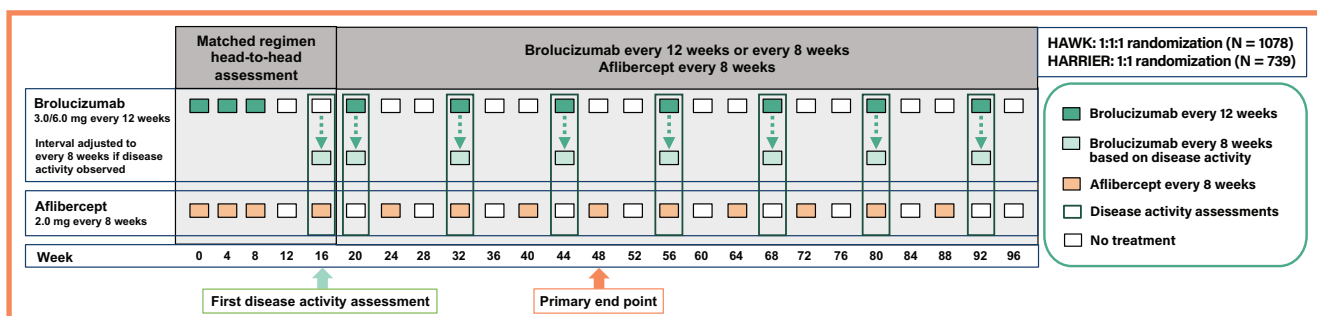 Matched regimen
head-to-head
assessment
Brolucizumab every 12 weeks or every 8 weeks
Aflibercept every 8 weeks
HAWK: 1:1:1 randomization (N = 1078)
HARRIER: 1:1 randomization (N = 739)
Brolucizumab
3.0/6.0 mg every 12 weeks
Interval adjusted to
every 8 weeks if disease
activity observed
Aflibercept
2.0 mg every 8 weeks
Week 0 4 8 12 16 20 24 28 32 36 40 44 48 52 56 60 64 68 72 76 80 84 88 92 96
First disease activity assessment
Primary end point
Brolucizumab every 12 weeks
Brolucizumab every 8 weeks
based on disease activity
Aflibercept every 8 weeks
Disease activity assessments
No treatment